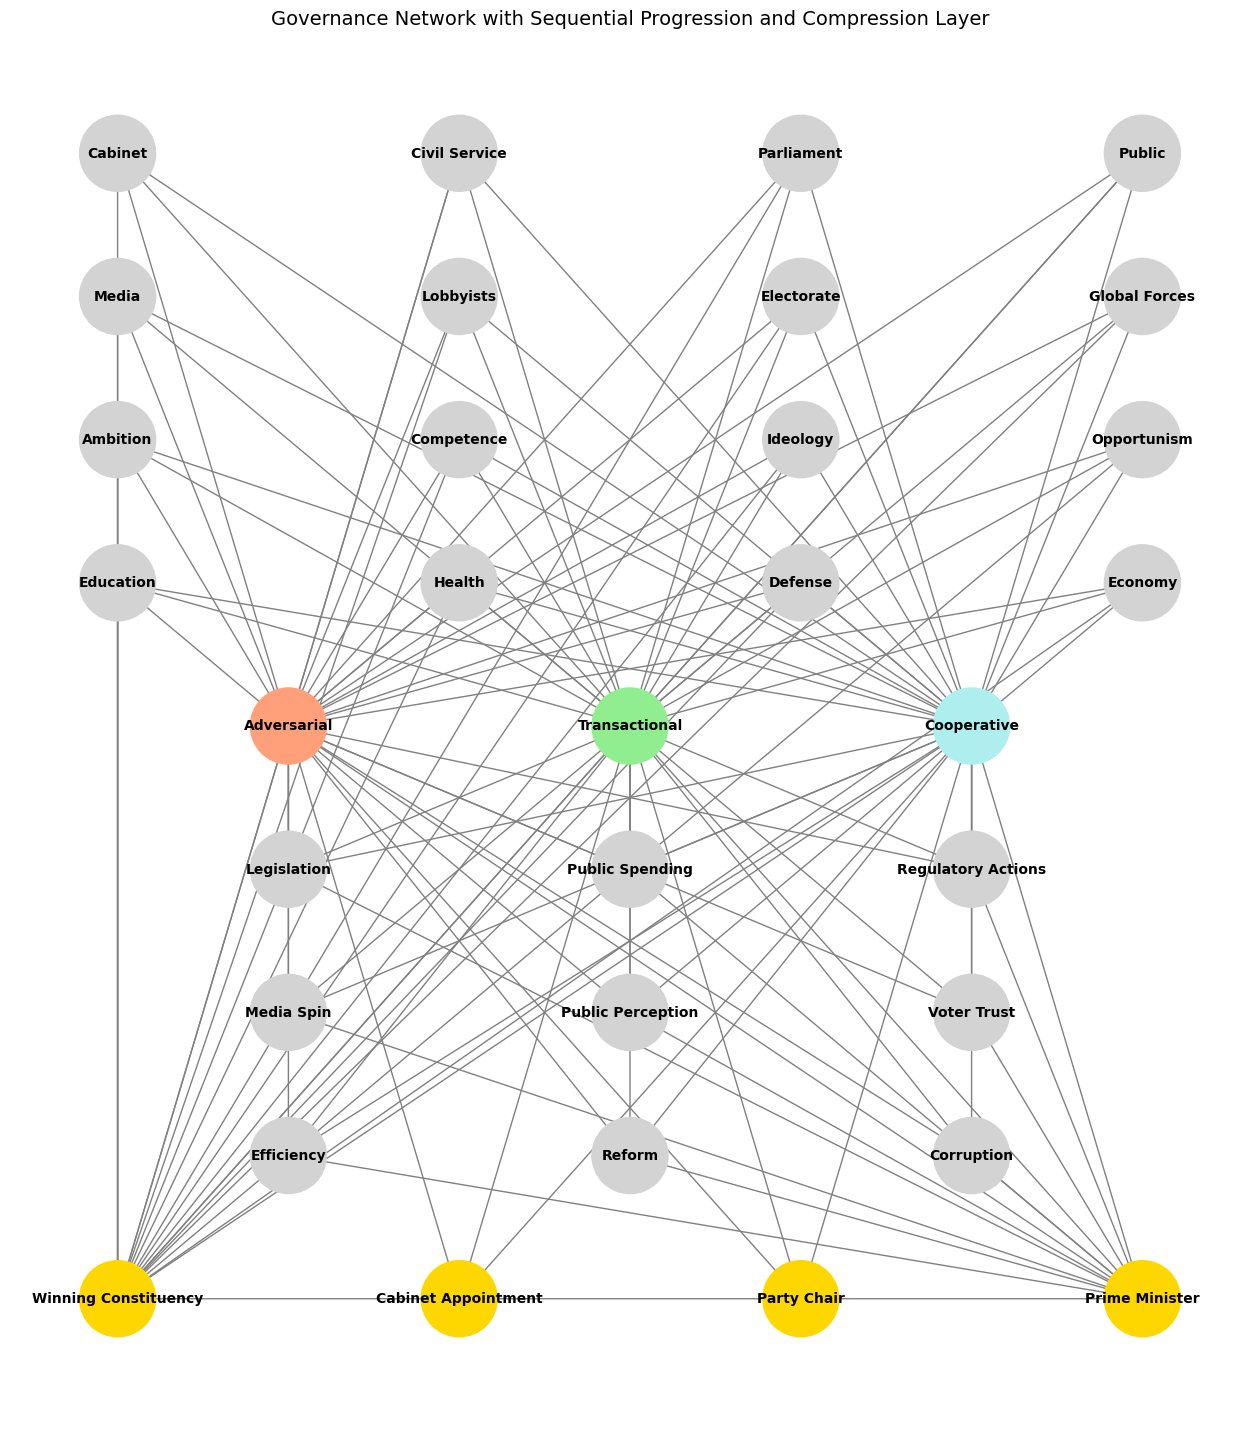 Governance Network with Sequential Progression and Compression Layer
Cabinet
Civil Service
Parliament
Public
Media
Lobbyists
Electorate
Global Forces
Ambition
Competence
Ideology
Opportunism
Education
Health
Defense
Economy
Adversarial
Transactional
Cooperative
Legislation
Public Spending
Regulatory Actions
Media Spin
Public Perception
Voter Trust
Efficiency
Reform
Corruption
Winning Constituency
Cabinet Appointment
Party Chair
Prime Minister